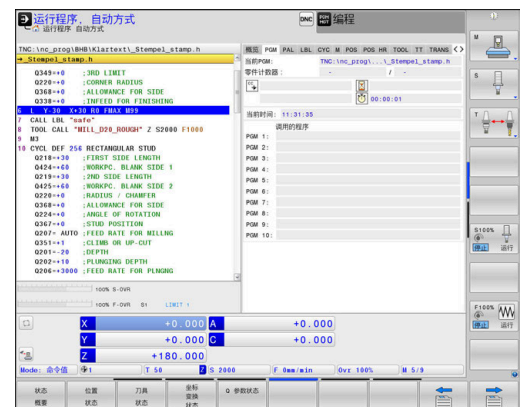 运行程序, 自动方式
运行程序 自动方式
DNC
编程
TNC:\nc_prog\BHB\Klartext\_Stempel_stamp.h
→_Stempel_stamp.h
Q349=+0 ;3RD LIMIT
Q220=+0 ;CORNER RADIUS
Q368=+0 ;ALLOWANCE FOR SIDE
Q338=+0 ;INFEED FOR FINISHING
6 L Y-30 X+30 R0 FMAX M99
7 CALL LBL "safe"
8 TOOL CALL "MILL_D20_ROUGH" Z S2000 F1000
9 M3
10 CYCL DEF 256 RECTANGULAR STUD
Q218=+30 ;FIRST SIDE LENGTH
Q424=+60 ;WORKPC. BLANK SIDE 1
Q219=+30 ;2ND SIDE LENGTH
Q425=+60 ;WORKPC. BLANK SIDE 2
Q220=+0 ;RADIUS / CHAMFER
Q368=+0 ;ALLOWANCE FOR SIDE
Q224=+0 ;ANGLE OF ROTATION
Q367=+0 ;STUD POSITION
Q207= AUTO ;FEED RATE FOR MILLNG
Q351=+1 ;CLIMB OR UP-CUT
Q201=-20 ;DEPTH
Q202=+10 ;PLUNGING DEPTH
Q206=+3000 ;FEED RATE FOR PLNGNG
100% S-OVR
100% F-OVR S1 LIMIT 1
概览 PGM PAL LBL CYC M POS POS HR TOOL TT TRANS
当前PGM: TNC:\nc_prog\...\_Stempel_stamp.h
零件计数器: - / -
00:00:01
当前时间: 11:31:35
调用的程序
PGM 1:
PGM 2:
PGM 3:
PGM 4:
PGM 5:
PGM 6:
PGM 7:
PGM 8:
PGM 9:
PGM 10:
X +0.000 A +0.000
Y +0.000 C +0.000
Z +180.000
Mode: 命令值 1 T 50 Z S 2000 F 0mm/min Ovr 100% M 5/9
状态 概要
位置 状态
刀具 状态
坐标 变换 状态
Q 参数状态
M
S
T
S100%
停止 运行
F100%
停止 运行